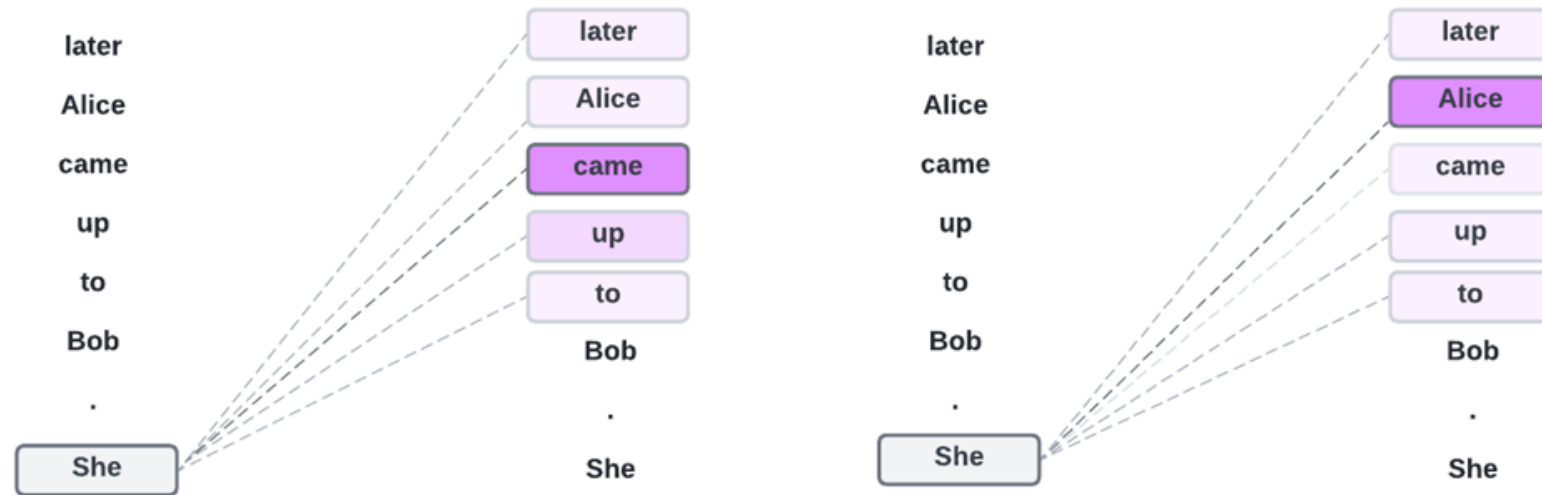 later later later later
Alice Alice Alice Alice
came came came came
up up up up
to to to to
Bob Bob Bob Bob
. . . .
She She She She